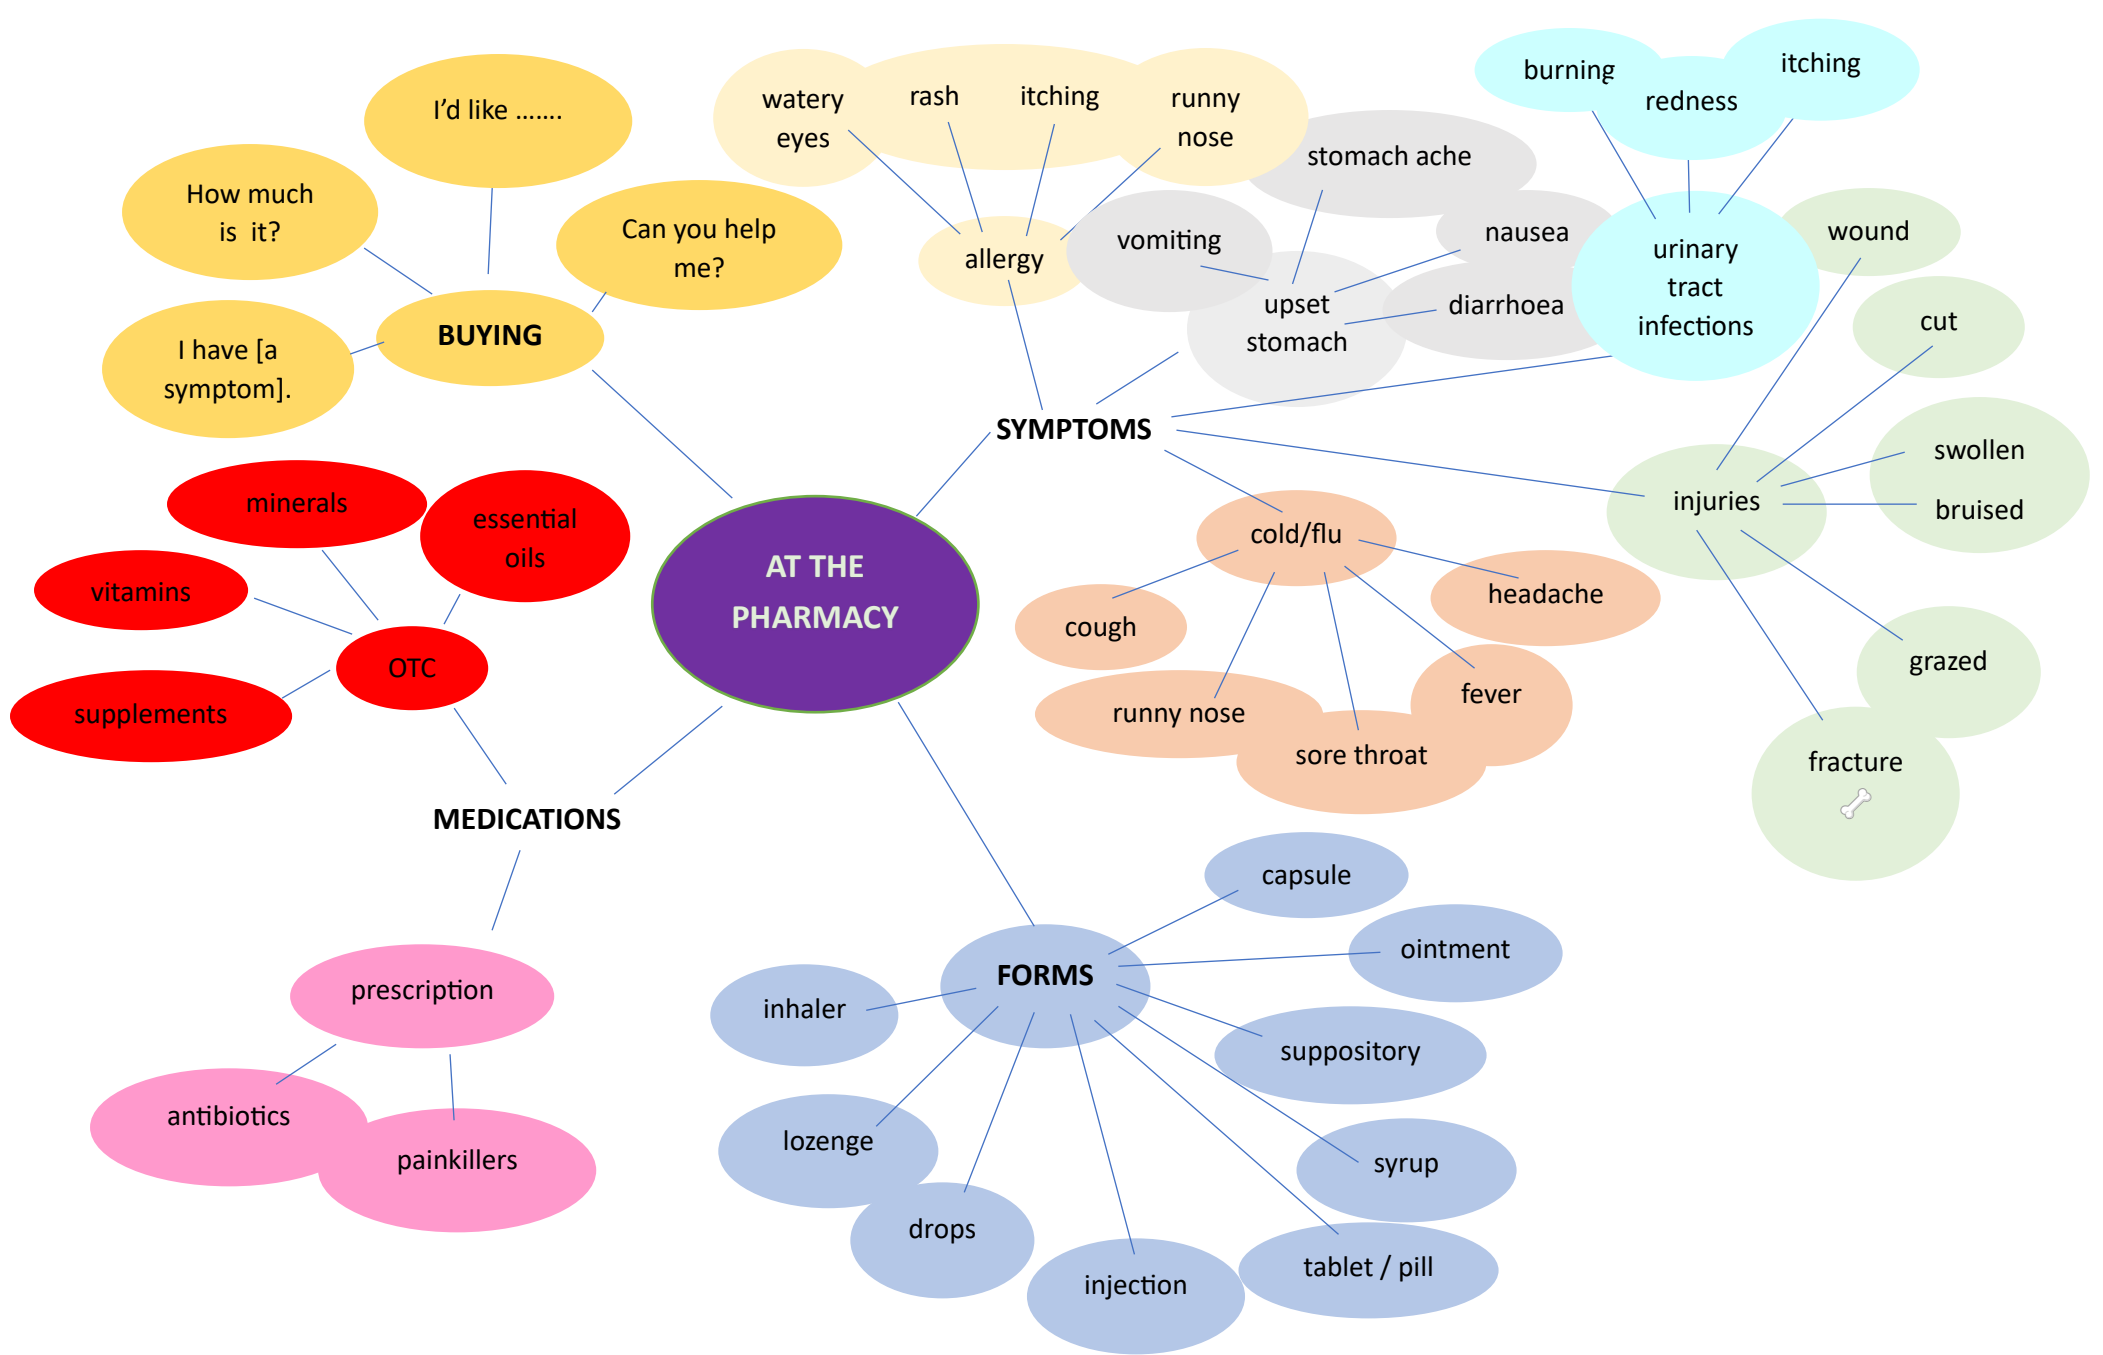 I'd like .......
How much
is it?
Can you help
me?
I have [a
symptom].
BUYING
watery
eyes
rash
itching
runny
nose
allergy
stomach ache
vomiting
nausea
diarrhoea
upset
stomach
burning
redness
itching
urinary
tract
infections
wound
cut
swollen
bruised
injuries
grazed
fracture
SYMPTOMS
cold/flu
headache
cough
fever
runny nose
sore throat
AT THE
PHARMACY
minerals
essential
oils
vitamins
OTC
supplements
MEDICATIONS
prescription
antibiotics
painkillers
FORMS
capsule
ointment
inhaler
suppository
lozenge
syrup
drops
injection
tablet / pill